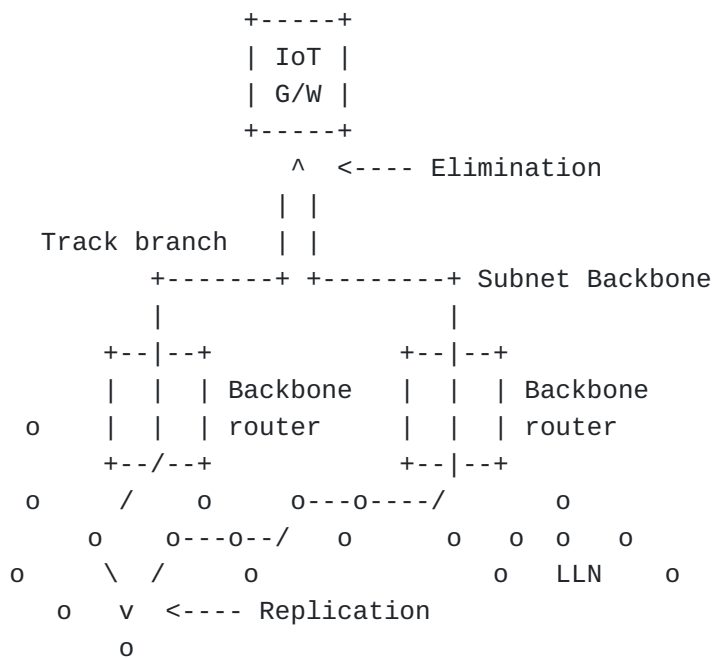 +-----+
                  | IoT |
                  | G/W |
                  +-----+
                     ^  <---- Elimination
                    | |
     Track branch   | |
            +-------+ +--------+ Subnet Backbone
            |                  |
         +--|--+            +--|--+
         |  |  | Backbone   |  |  | Backbone
    o    |  |  | router     |  |  | router
         +--/--+            +--|--+
    o     /    o     o---o----/       o
        o    o---o--/   o      o   o  o   o
   o     \  /     o               o   LLN    o
      o   v  <---- Replication
          o